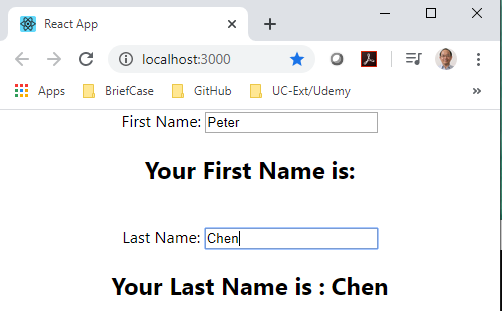 React App
localhost:3000
Apps BriefCase GitHub UC-Ext/Udemy »
First Name: Peter
Your First Name is:
Last Name: Chen
Your Last Name is : Chen